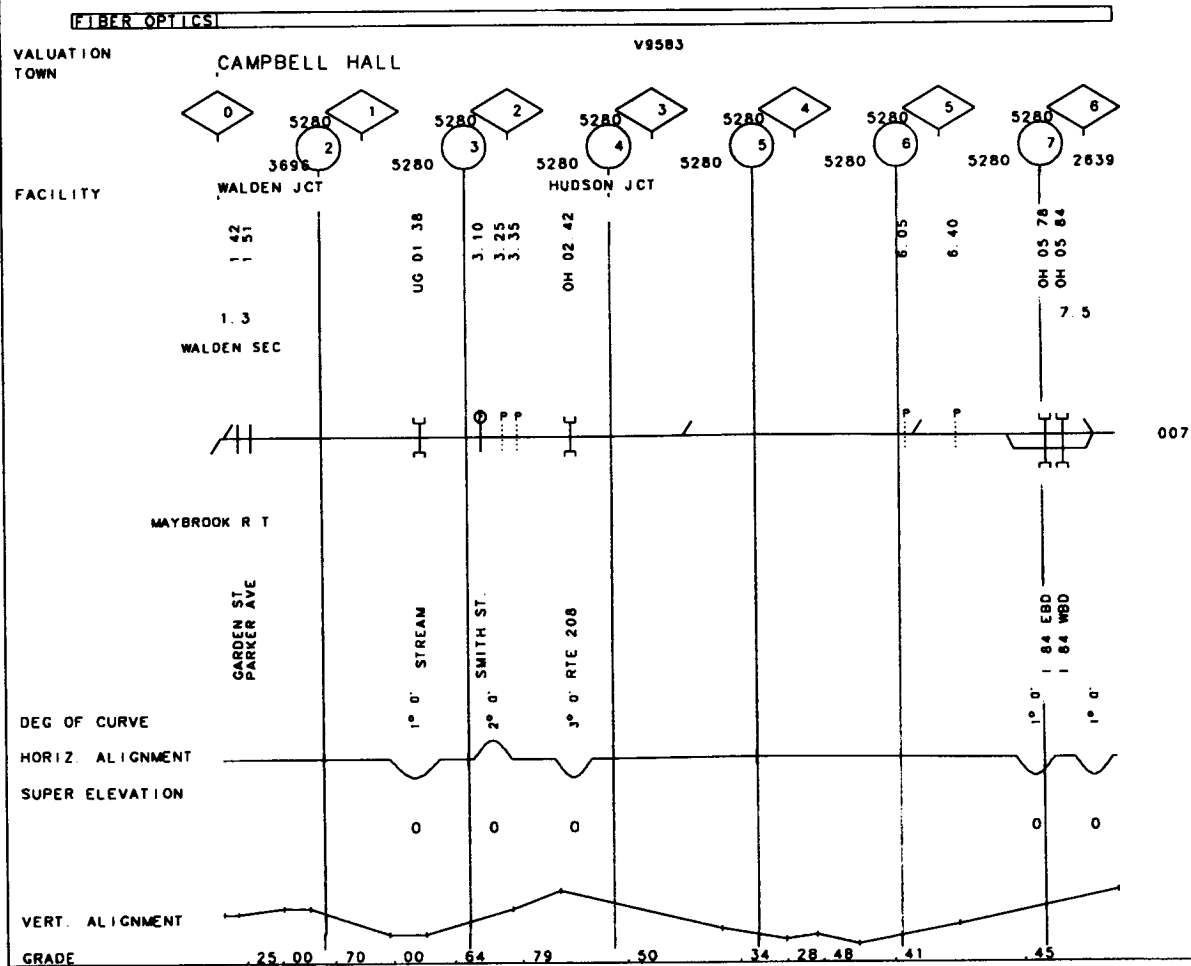 FIBER OPTICS
VALUATION V9583
TOWN CAMPBELL HALL
0 1 2 3 4 5 6
5280 5280 5280 5280 5280 5280
2 3 4 5 6 7
3696 5280 5280 5280 5280 5280 2639
FACILITY WALDEN JCT HUDSON JCT
1 42
1 51
UG 01 38
3.10
3.25
3.35
OH 02 42
6.05
6.40
OH 05 78
OH 05 84
1.3 7.5
WALDEN SEC
P P P P
007
MAYBROOK R T
GARDEN ST
PARKER AVE
STREAM
SMITH ST.
RTE 208
I 84 EBD
I 84 WBD
DEG OF CURVE 1° 0' 2° 0' 3° 0' 1° 0' 1° 0'
HORIZ. ALIGNMENT
SUPER ELEVATION
0 0 0 0 0
VERT. ALIGNMENT
GRADE .25 .00 .70 .00 .64 .79 .50 .34 .28 .48 .41 .45